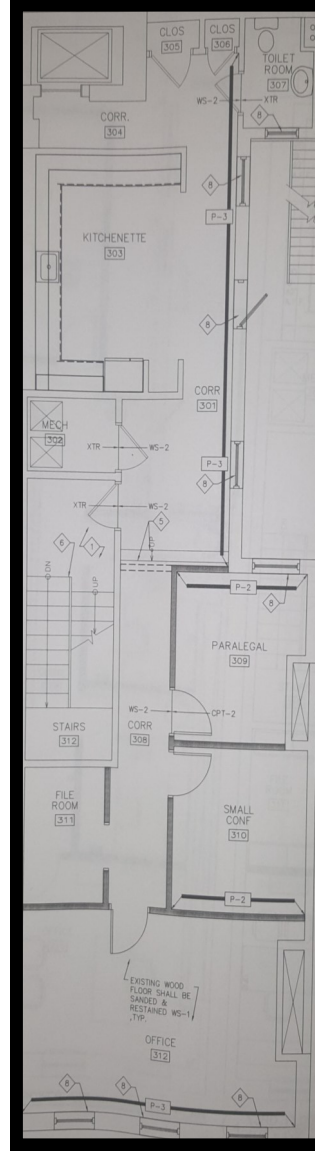 CLOS
305
CLOS
306
TOILET
ROOM
307
WS-2
XTR
8
CORR.
304
8
P-3
KITCHENETTE
303
8
CORR
301
MECH
302
XTR
WS-2
P-3
8
XTR
WS-2
5
6
1
UP
DN
UP
P-2
8
PARALEGAL
309
WS-2
CPT-2
STAIRS
312
CORR
308
FILE
ROOM
311
SMALL
CONF
310
P-2
EXISTING WOOD
FLOOR SHALL BE
SANDED &
RESTAINED WS-1
,TYP.
OFFICE
312
8
8
8
P-3